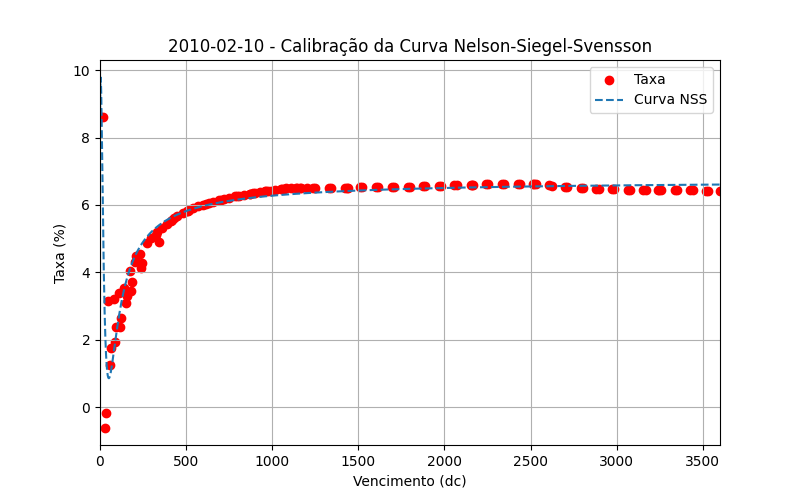 2010-02-10 - Calibração da Curva Nelson-Siegel-Svensson
Taxa
Curva NSS
10
8
6
4
2
0
Taxa (%)
0 500 1000 1500 2000 2500 3000 3500
Vencimento (dc)